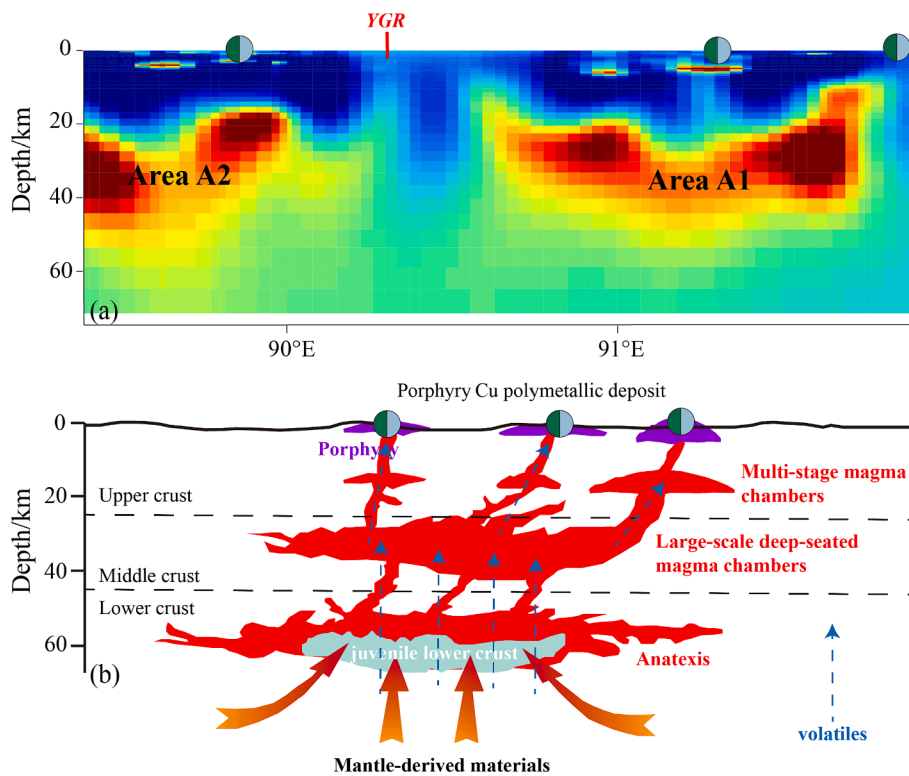 YGR
0
20
40
60
Depth/km
Area A2
Area A1
(a)
90°E
91°E
Porphyry Cu polymetallic deposit
0
20
40
60
Depth/km
Porphyry
Upper crust
Multi-stage magma
chambers
Large-scale deep-seated
magma chambers
Middle crust
Lower crust
juvenile lower crust
Anatexis
(b)
volatiles
Mantle-derived materials